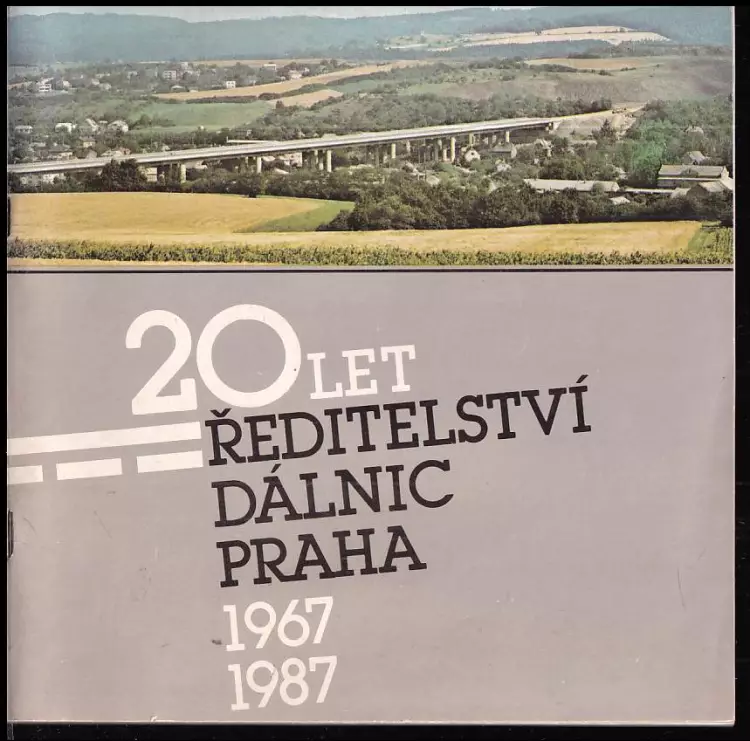 20 LET
ŘEDITELSTVÍ
DÁLNIC
PRAHA
1967
1987